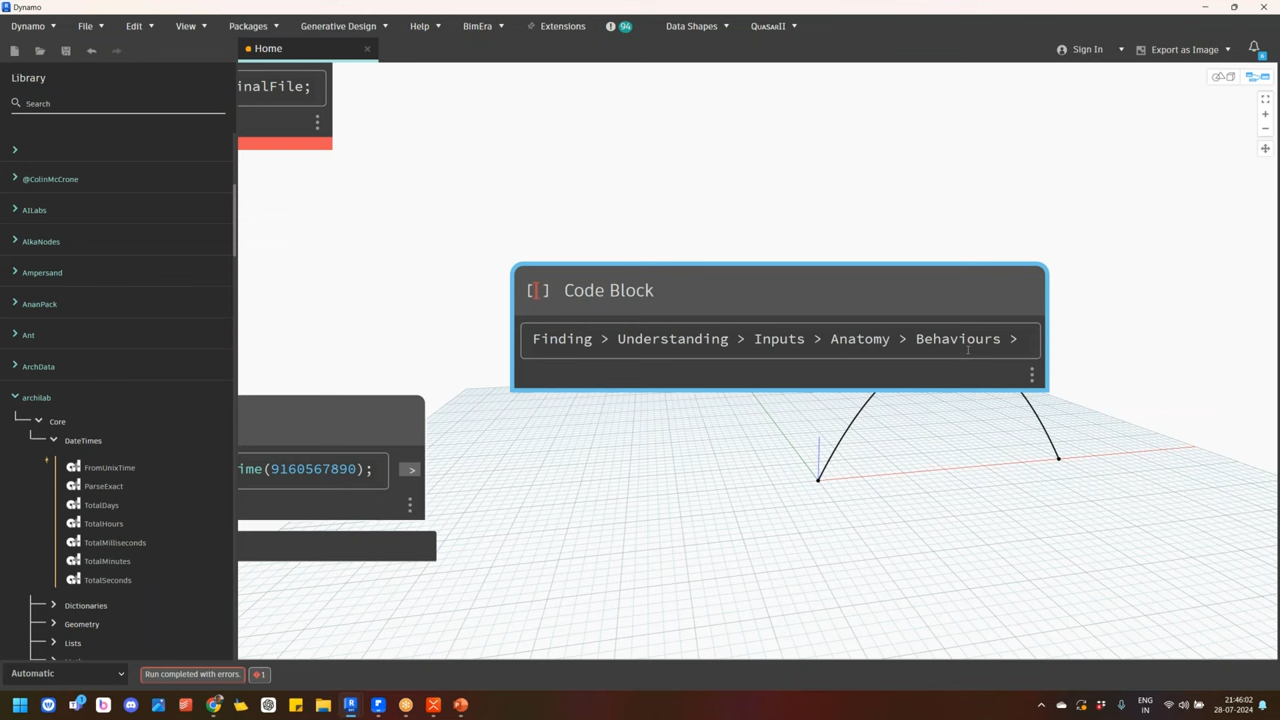 Dynamo
Dynamo File Edit View Packages Generative Design Help BimEra Extensions 94 Data Shapes QUASARII
Home
Sign In Export as Image 6
Library
Search
@ColinMcCrone
AILabs
AlkaNodes
Ampersand
AnanPack
Ant
ArchData
archilab
Core
DateTimes
FromUnixTime
ParseExact
TotalDays
TotalHours
TotalMilliseconds
TotalMinutes
TotalSeconds
Dictionaries
Geometry
Lists
inalFile;
[ ] Code Block
Finding > Understanding > Inputs > Anatomy > Behaviours >
ime(9160567890); >
Automatic
Run completed with errors. 1
ENG
IN
21:46:02
28-07-2024